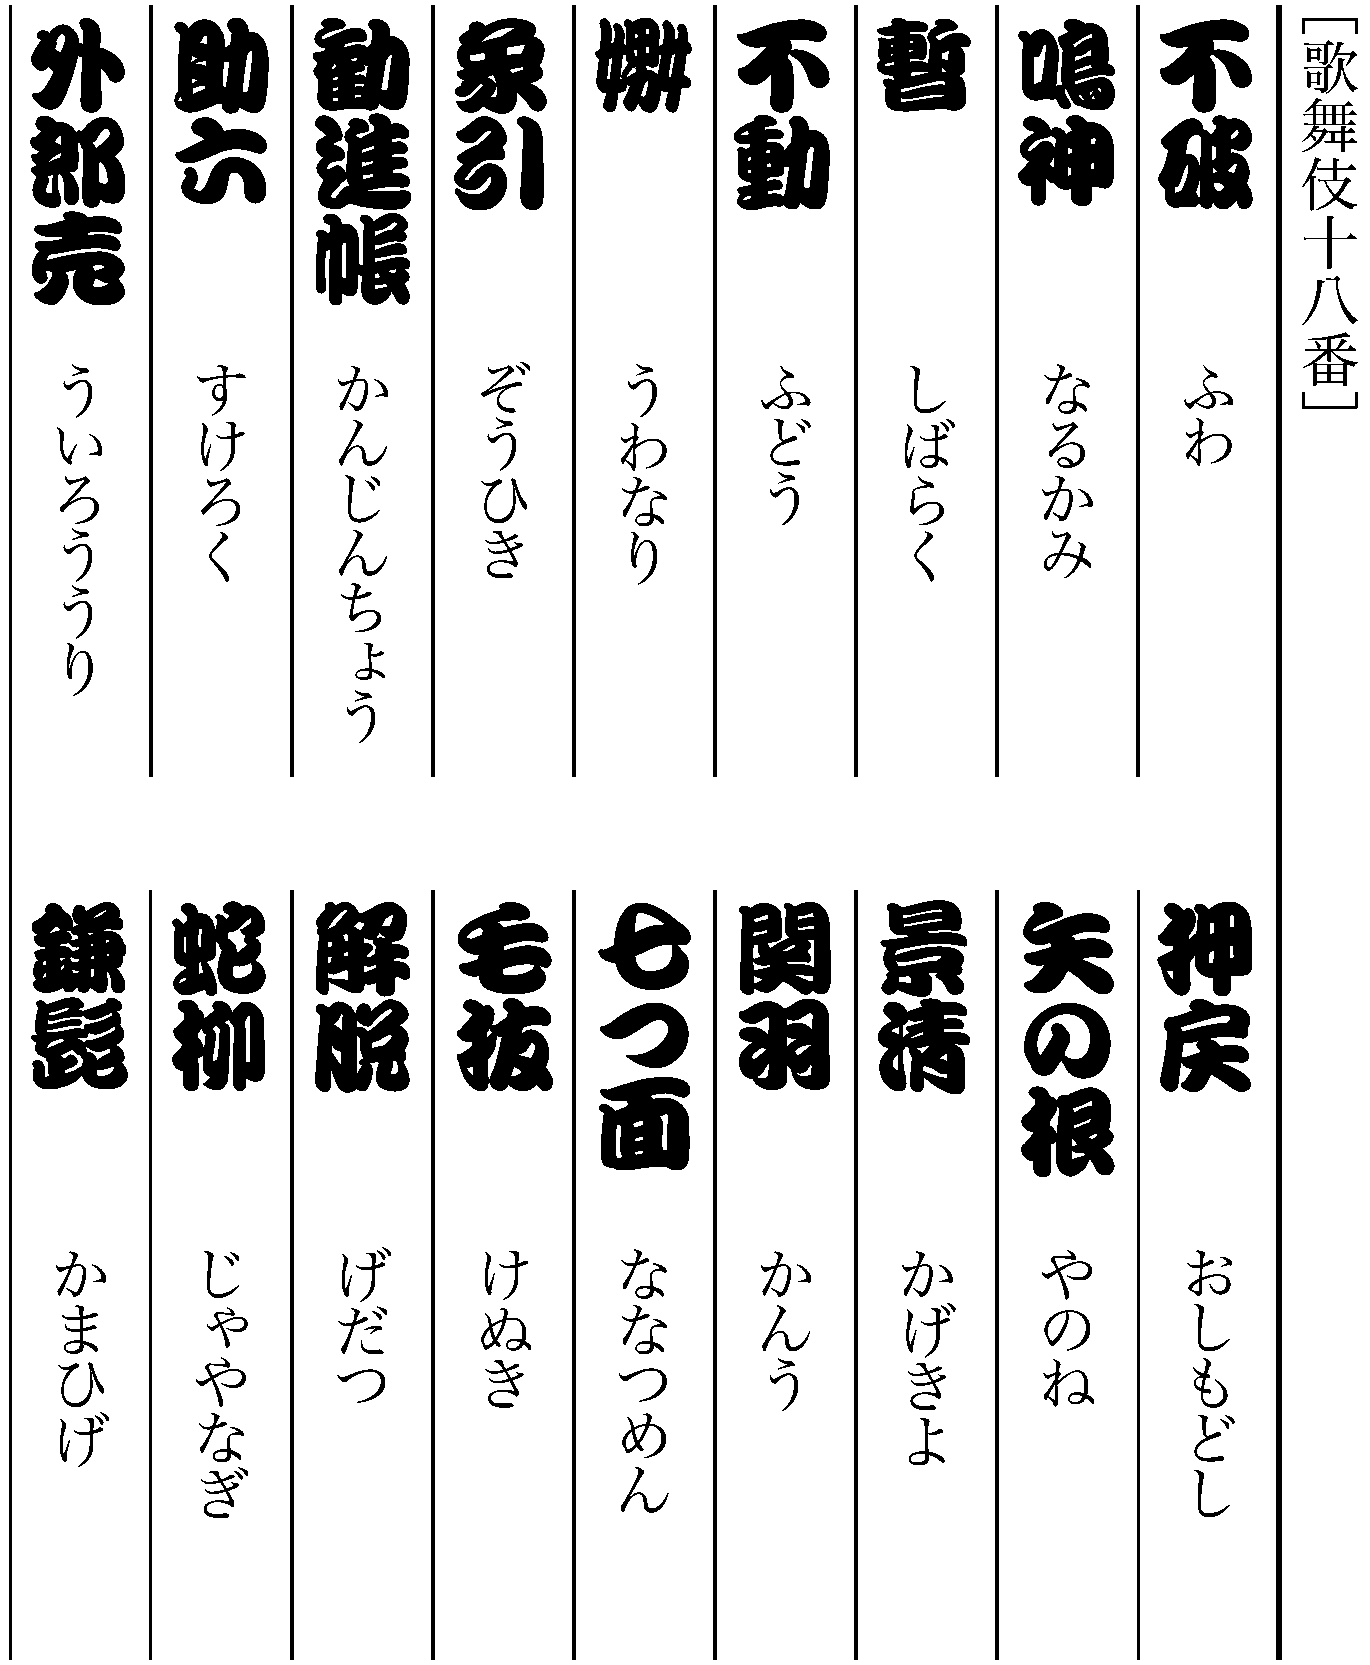 ［歌舞伎十八番］
不破 ふわ
鳴神 なるかみ
暫 しばらく
不動 ふどう
嫐 うわなり
象引 ぞうひき
勧進帳 かんじんちょう
助六 すけろく
外郎売 ういろううり
押戻 おしもどし
矢の根 やのね
景清 かげきよ
関羽 かんう
七つ面 ななつめん
毛抜 けぬき
解脱 げだつ
蛇柳 じゃやなぎ
鎌髭 かまひげ